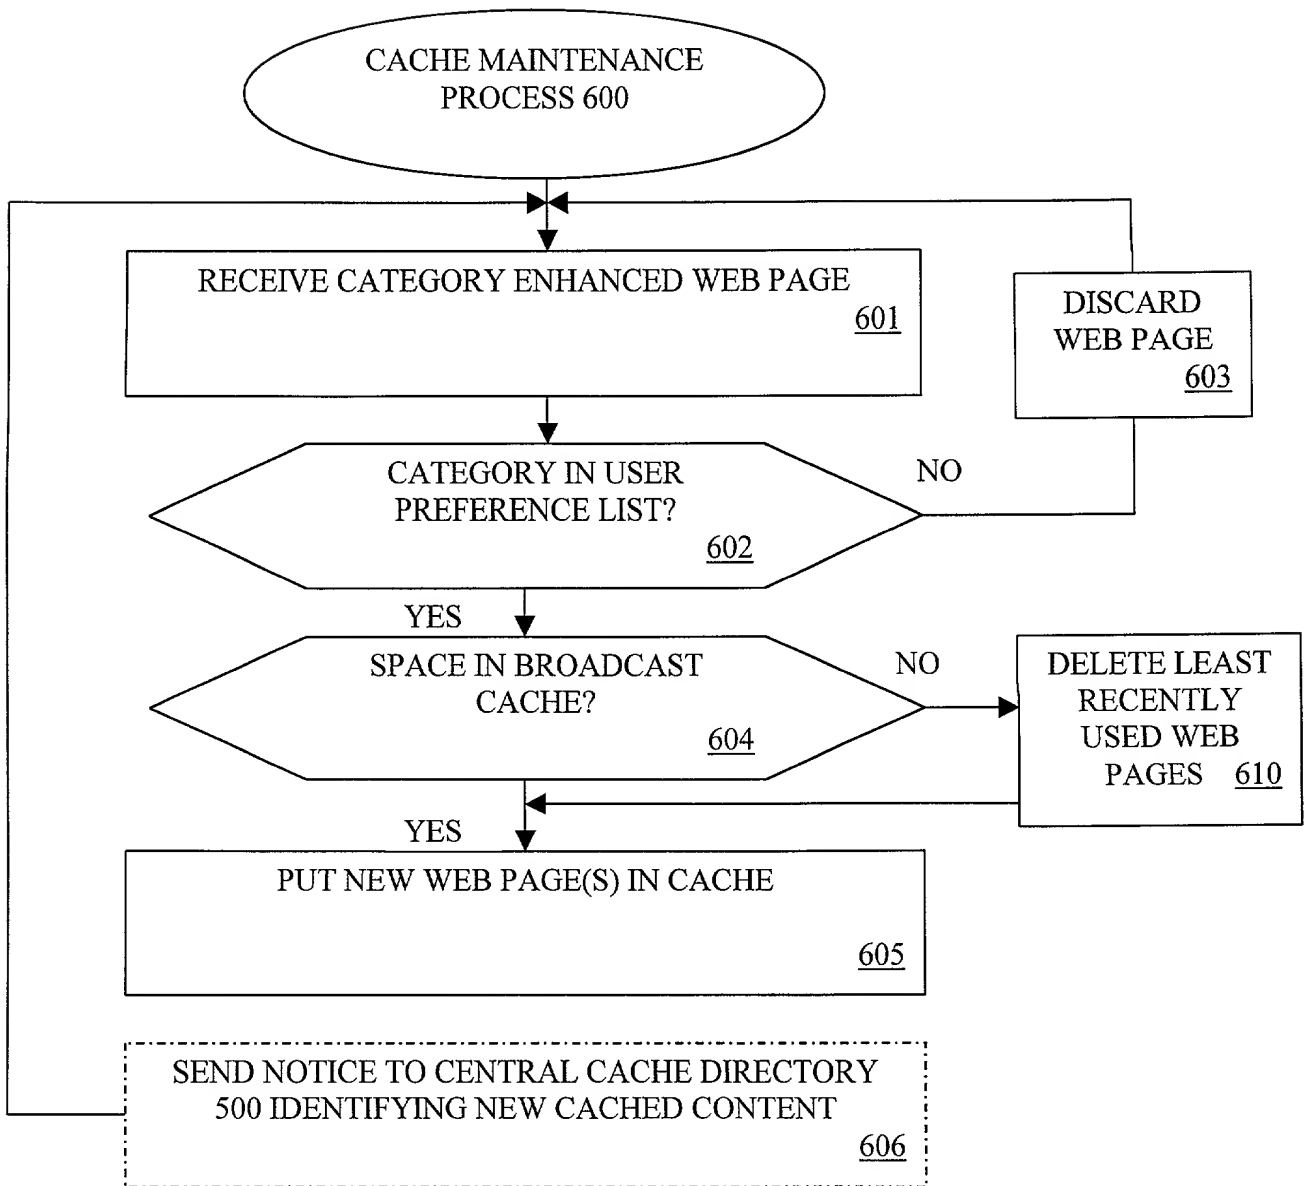 CACHE MAINTENANCE
PROCESS 600
RECEIVE CATEGORY ENHANCED WEB PAGE
601
DISCARD
WEB PAGE
603
CATEGORY IN USER
PREFERENCE LIST?
602
NO
YES
SPACE IN BROADCAST
CACHE?
604
NO
DELETE LEAST
RECENTLY
USED WEB
PAGES 610
YES
PUT NEW WEB PAGE(S) IN CACHE
605
SEND NOTICE TO CENTRAL CACHE DIRECTORY
500 IDENTIFYING NEW CACHED CONTENT
606